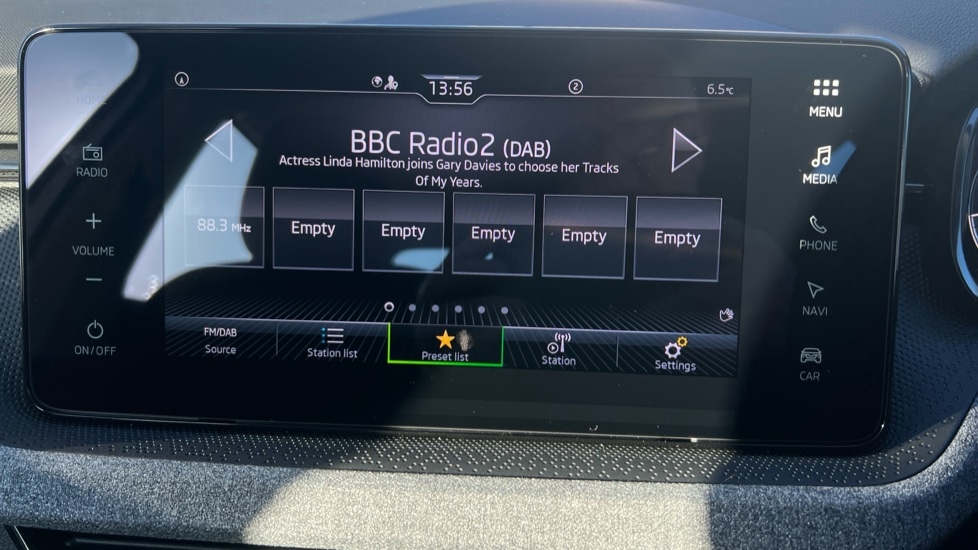 13:56
2
6.5°C
BBC Radio2 (DAB)
Actress Linda Hamilton joins Gary Davies to choose her Tracks
Of My Years.
88.3 MHz
Empty
Empty
Empty
Empty
Empty
FM/DAB
Source
Station list
Preset list
Station
Settings
HOME
RADIO
+
VOLUME
−
ON/OFF
MENU
MEDIA
PHONE
NAVI
CAR